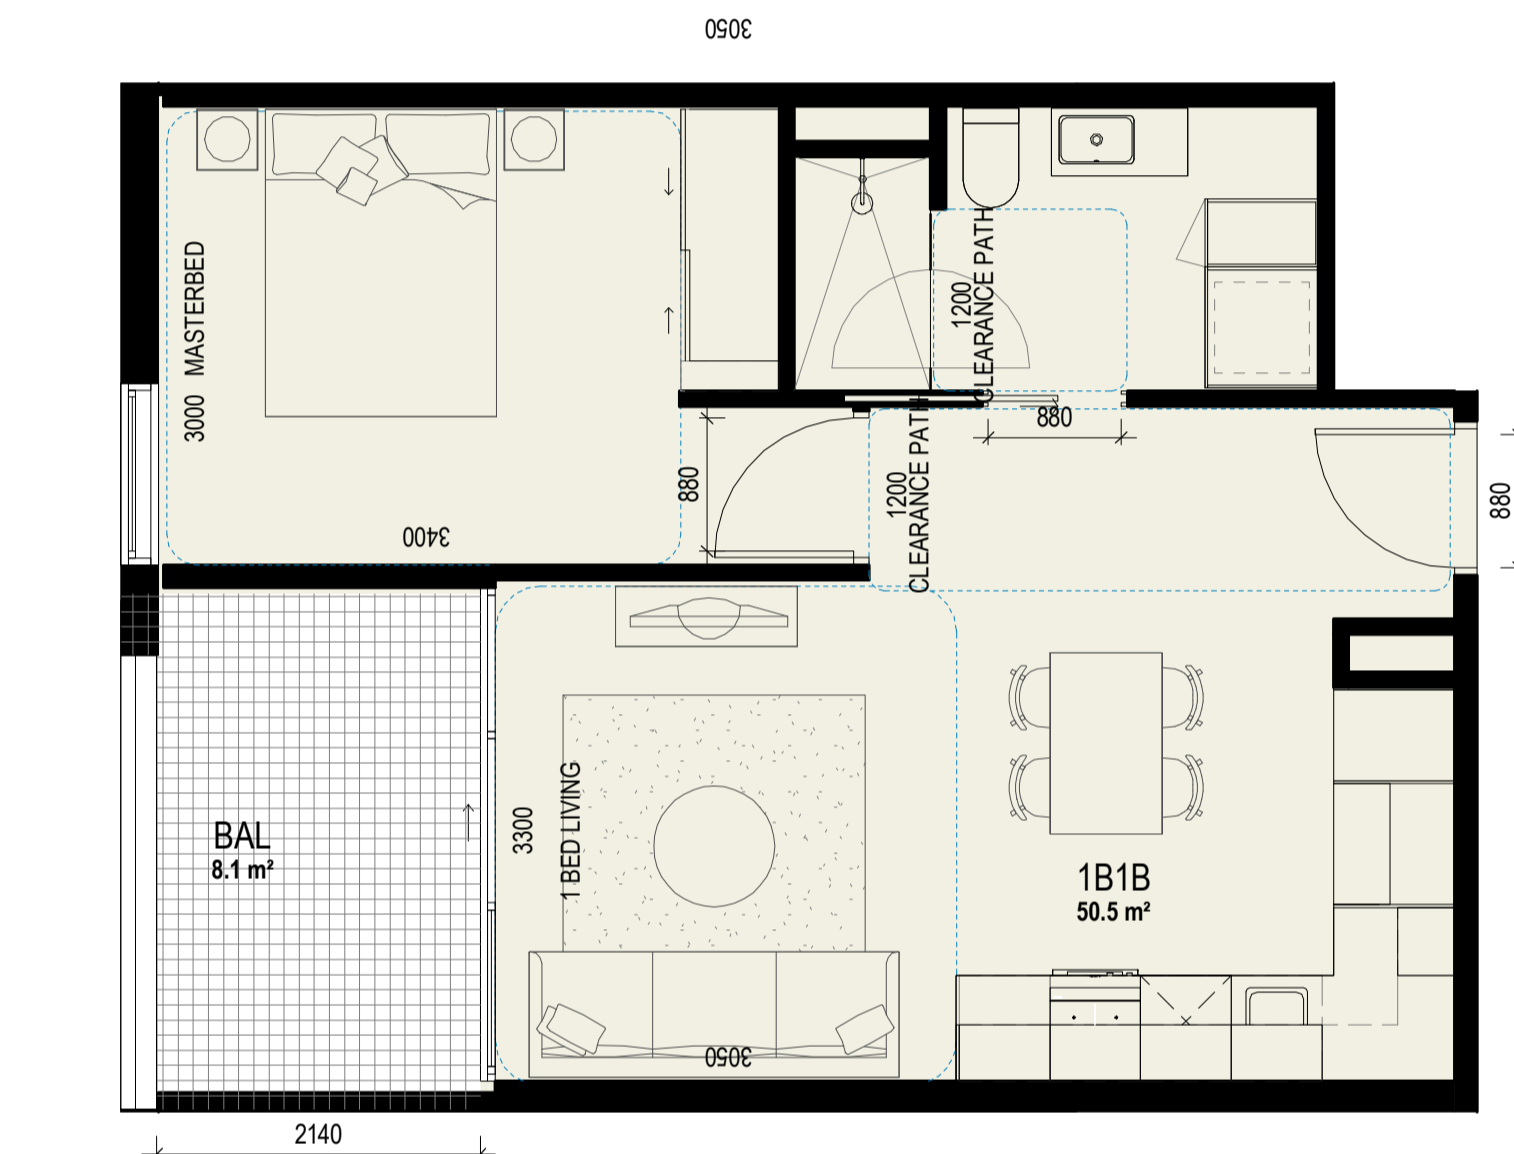 3050
3000 MASTERBED
3400
880
1200
CLEARANCE PATH
1200
CLEARANCE PATH
880
880
BAL
8.1 m²
3300
1 BED LIVING
3050
1B1B
50.5 m²
2140